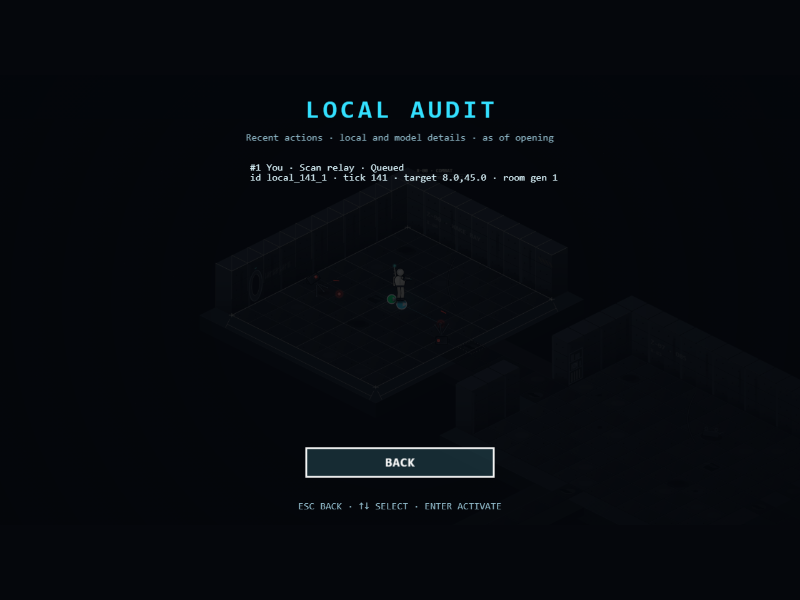 LOCAL AUDIT
Recent actions · local and model details · as of opening
#1 You · Scan relay · Queued
id local_141_1 · tick 141 · target 8.0,45.0 · room gen 1
BACK
ESC BACK · ↑↓ SELECT · ENTER ACTIVATE